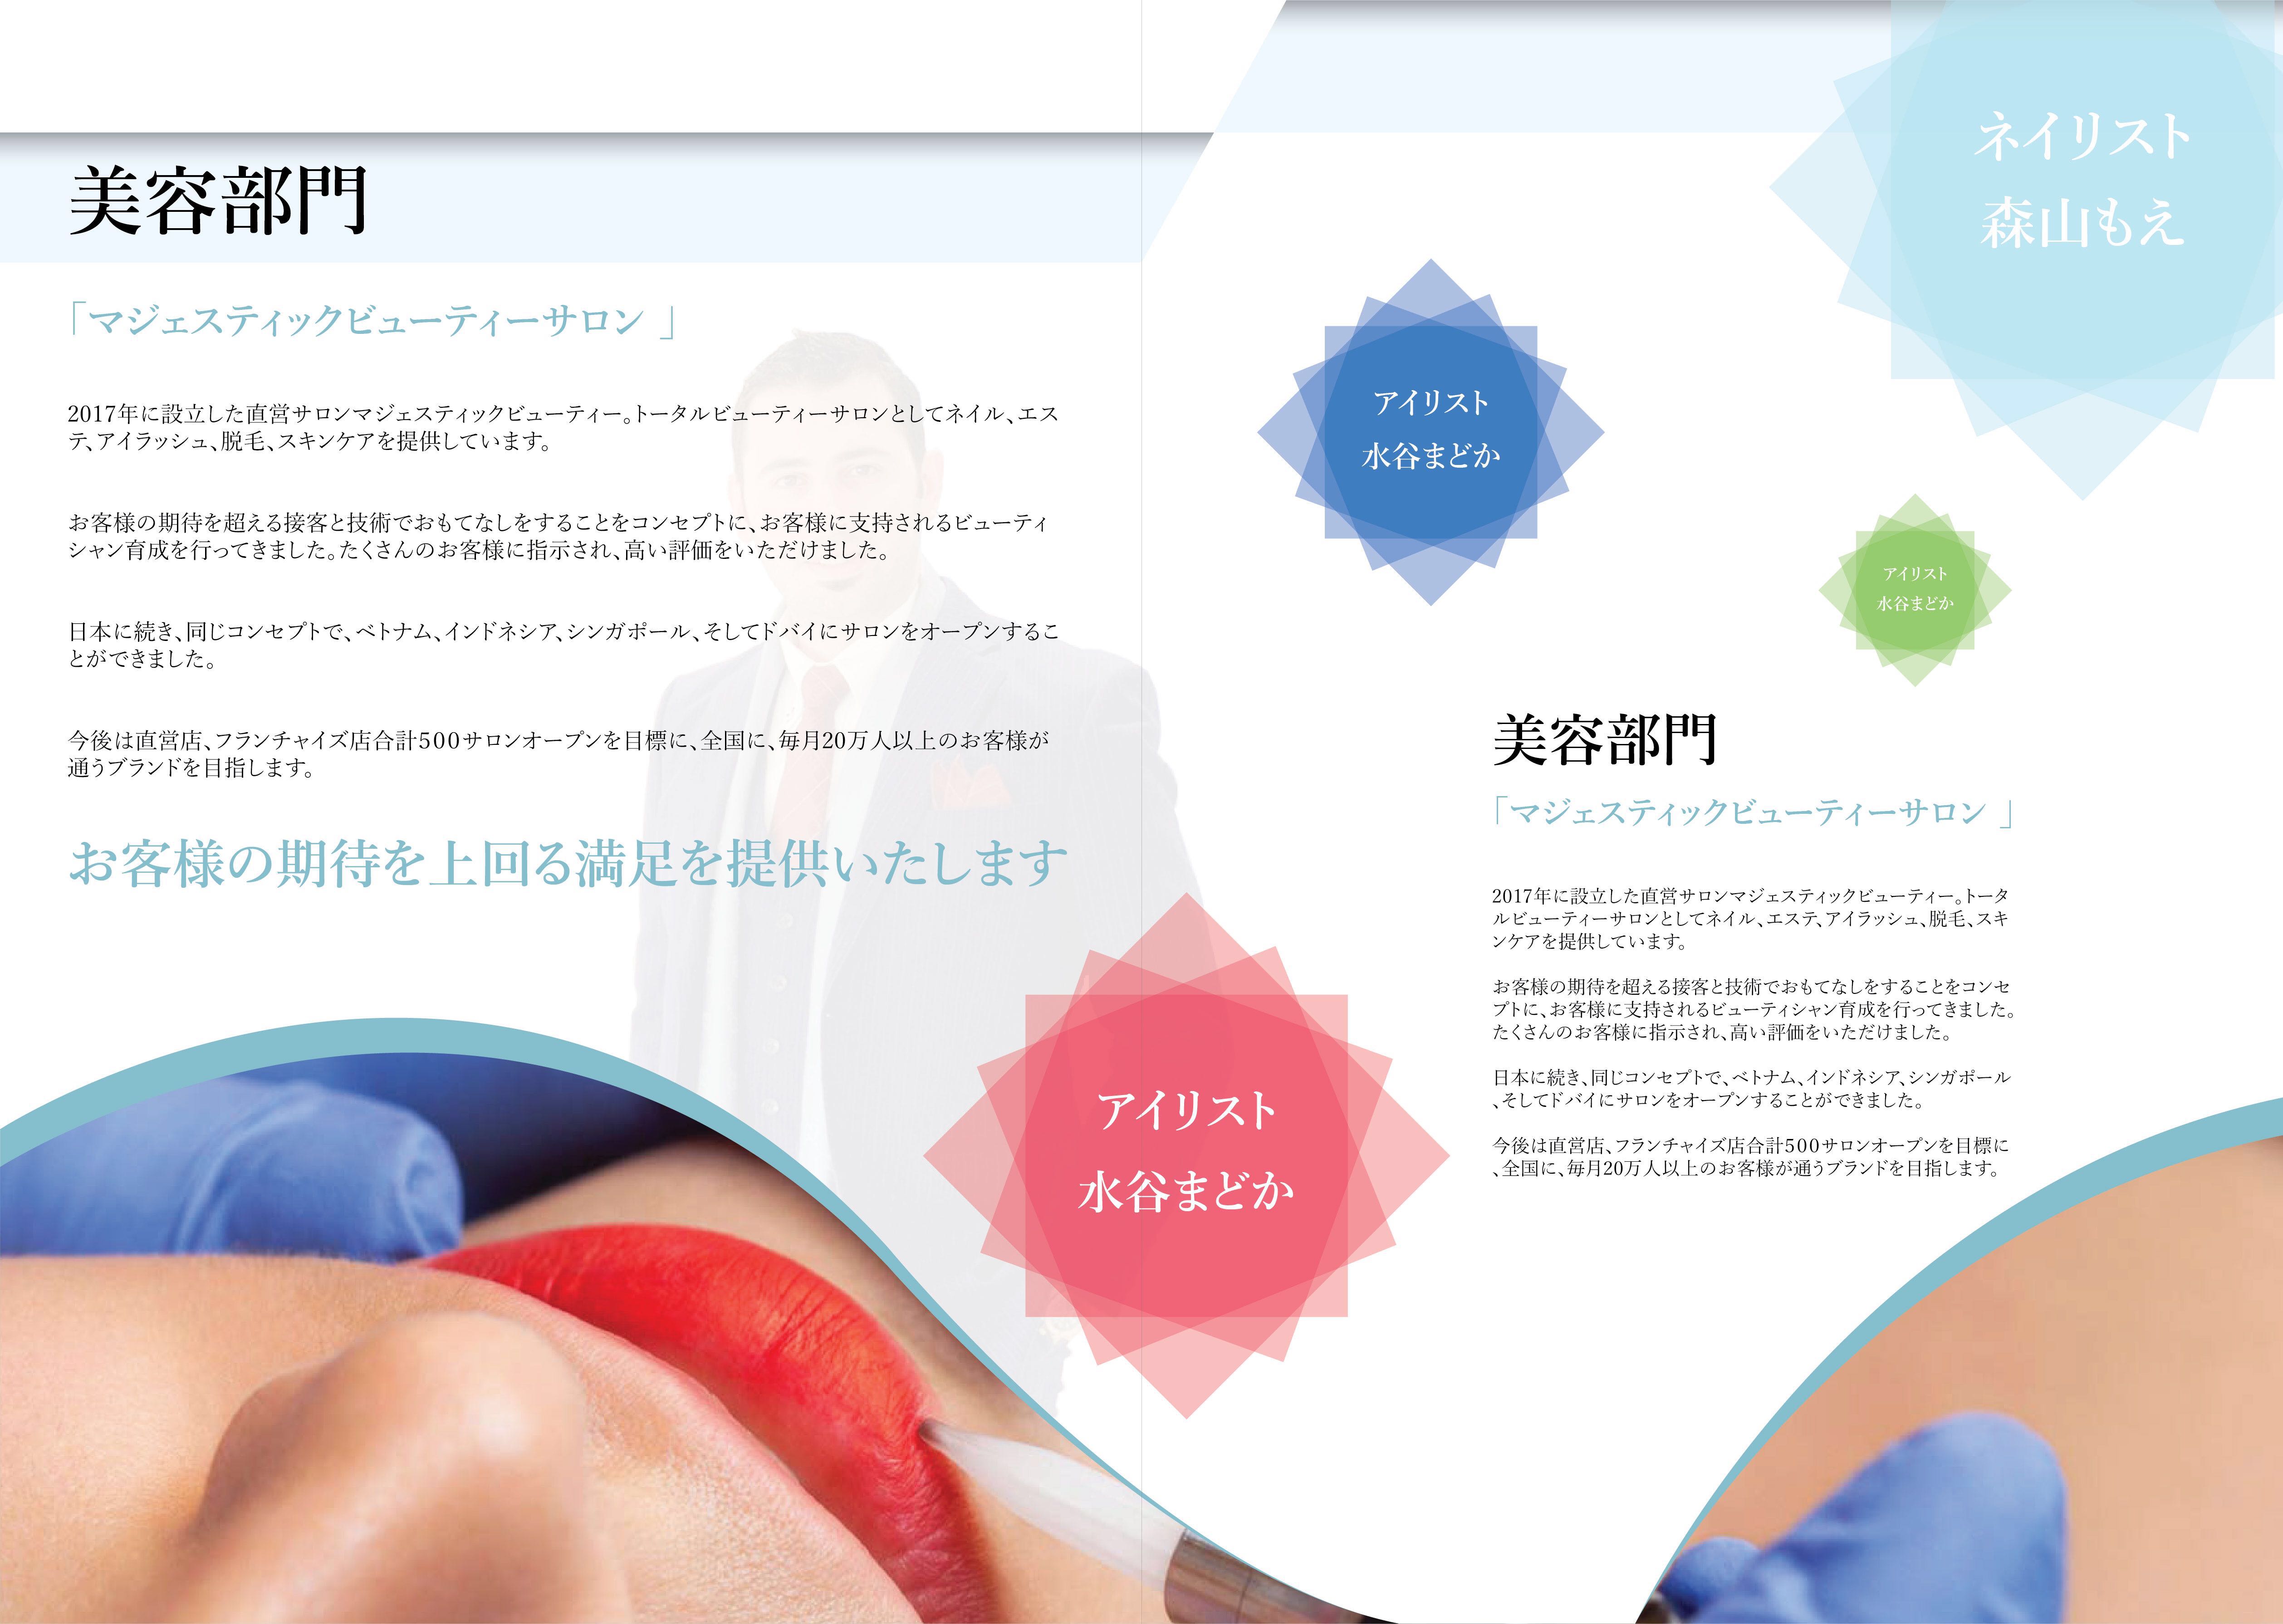 美容部門
「マジェスティックビューティーサロン 」
2017年に設立した直営サロンマジェスティックビューティー。トータルビューティーサロンとしてネイル、エス
テ、アイラッシュ、脱毛、スキンケアを提供しています。
お客様の期待を超える接客と技術でおもてなしをすることをコンセプトに、お客様に支持されるビューティ
シャン育成を行ってきました。たくさんのお客様に指示され、高い評価をいただけました。
日本に続き、同じコンセプトで、ベトナム、インドネシア、シンガポール、そしてドバイにサロンをオープンするこ
とができました。
今後は直営店、フランチャイズ店合計500サロンオープンを目標に、全国に、毎月20万人以上のお客様が
通うブランドを目指します。
お客様の期待を上回る満足を提供いたします
ネイリスト
森山もえ
アイリスト
水谷まどか
アイリスト
水谷まどか
アイリスト
水谷まどか
美容部門
「マジェスティックビューティーサロン 」
2017年に設立した直営サロンマジェスティックビューティー。トータ
ルビューティーサロンとしてネイル、エステ、アイラッシュ、脱毛、スキ
ンケアを提供しています。
お客様の期待を超える接客と技術でおもてなしをすることをコンセ
プトに、お客様に支持されるビューティシャン育成を行ってきました。
たくさんのお客様に指示され、高い評価をいただけました。
日本に続き、同じコンセプトで、ベトナム、インドネシア、シンガポール
、そしてドバイにサロンをオープンすることができました。
今後は直営店、フランチャイズ店合計500サロンオープンを目標に
、全国に、毎月20万人以上のお客様が通うブランドを目指します。